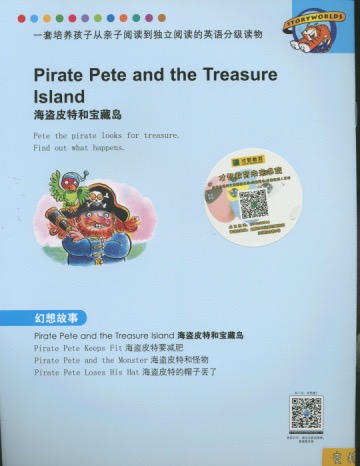 一套培养孩子从亲子阅读到独立阅读的英语分级读物
STORYWORLDS
Pirate Pete and the Treasure
Island
海盗皮特和宝藏岛
Pete the pirate looks for treasure.
Find out what happens.
幻想故事
Pirate Pete and the Treasure Island 海盗皮特和宝藏岛
Pirate Pete Keeps Fit 海盗皮特要减肥
Pirate Pete and the Monster 海盗皮特和怪物
Pirate Pete Loses His Hat 海盗皮特的帽子丢了